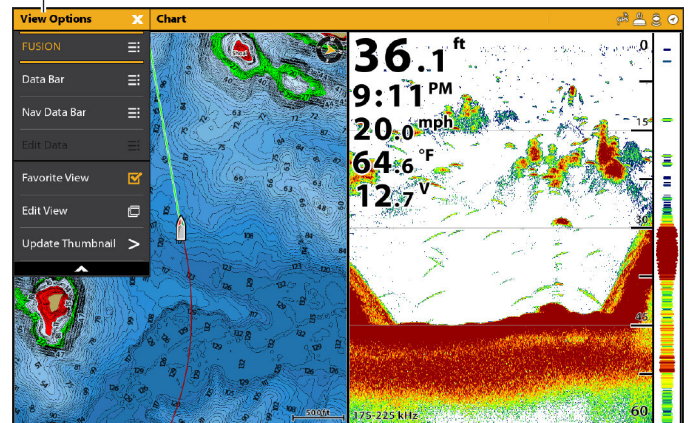 View Options X Chart
FUSION
Data Bar
Nav Data Bar
Edit Data
Favorite View
Edit View
Update Thumbnail >
36.1 ft
9:11 PM
20.0 mph
64.6 °F
12.7 V
0
15
30
45
60
175-225 kHz
500M